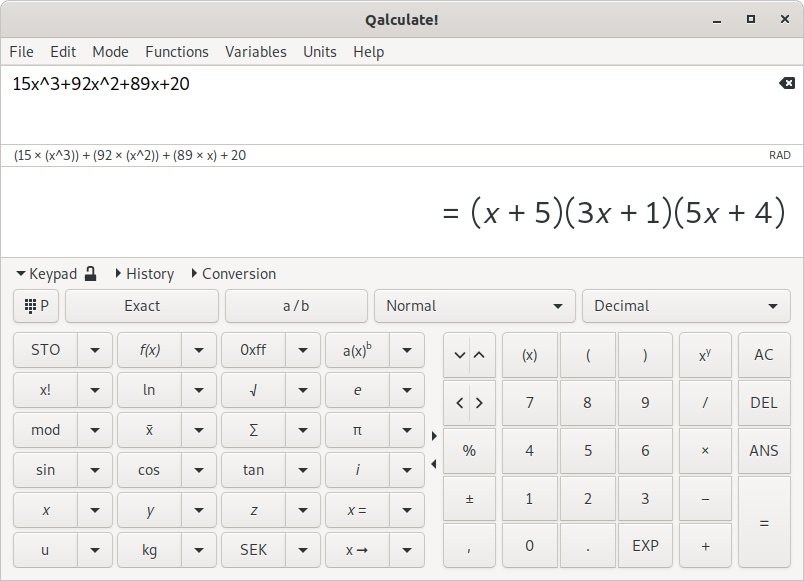 Qalculate!
File Edit Mode Functions Variables Units Help
15x^3+92x^2+89x+20
(15 × (x^3)) + (92 × (x^2)) + (89 × x) + 20 RAD
= (x + 5)(3x + 1)(5x + 4)
Keypad History Conversion
P Exact a / b Normal Decimal
STO f(x) 0xff a(x)ᵇ (x) ( ) xʸ AC
x! ln √ e 7 8 9 / DEL
mod x̄ Σ π % 4 5 6 × ANS
sin cos tan i ± 1 2 3 − =
x y z x = , 0 . EXP +
u kg SEK x →